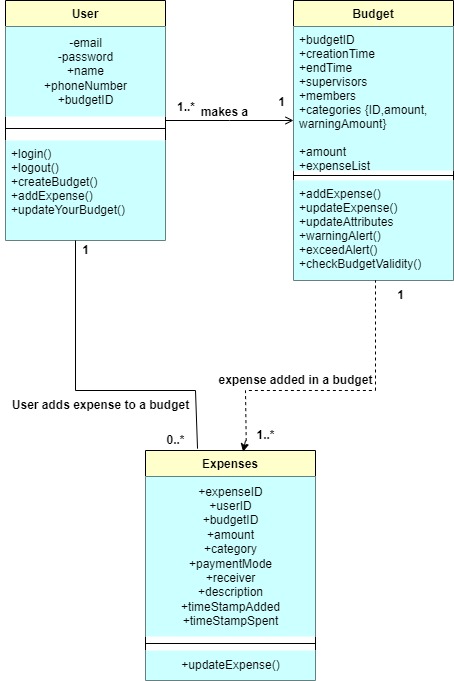 User
-email
-password
+name
+phoneNumber
+budgetID
+login()
+logout()
+createBudget()
+addExpense()
+updateYourBudget()
1..*
makes a
1
Budget
+budgetID
+creationTime
+endTime
+supervisors
+members
+categories {ID,amount,
warningAmount}
+amount
+expenseList
+addExpense()
+updateExpense()
+updateAttributes
+warningAlert()
+exceedAlert()
+checkBudgetValidity()
1
1
expense added in a budget
User adds expense to a budget
0..*
1..*
Expenses
+expenseID
+userID
+budgetID
+amount
+category
+paymentMode
+receiver
+description
+timeStampAdded
+timeStampSpent
+updateExpense()